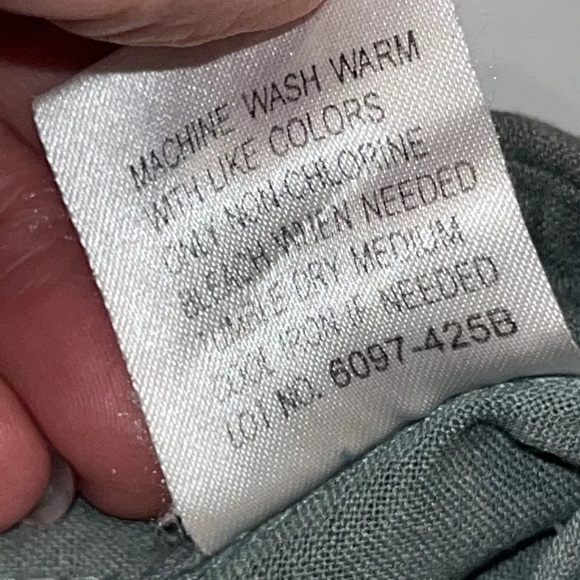 MACHINE WASH WARM
WITH LIKE COLORS
ONLY NON-CHLORINE
BLEACH WHEN NEEDED
TUMBLE DRY MEDIUM
COOL IRON IF NEEDED
LOT NO. 6097-425B